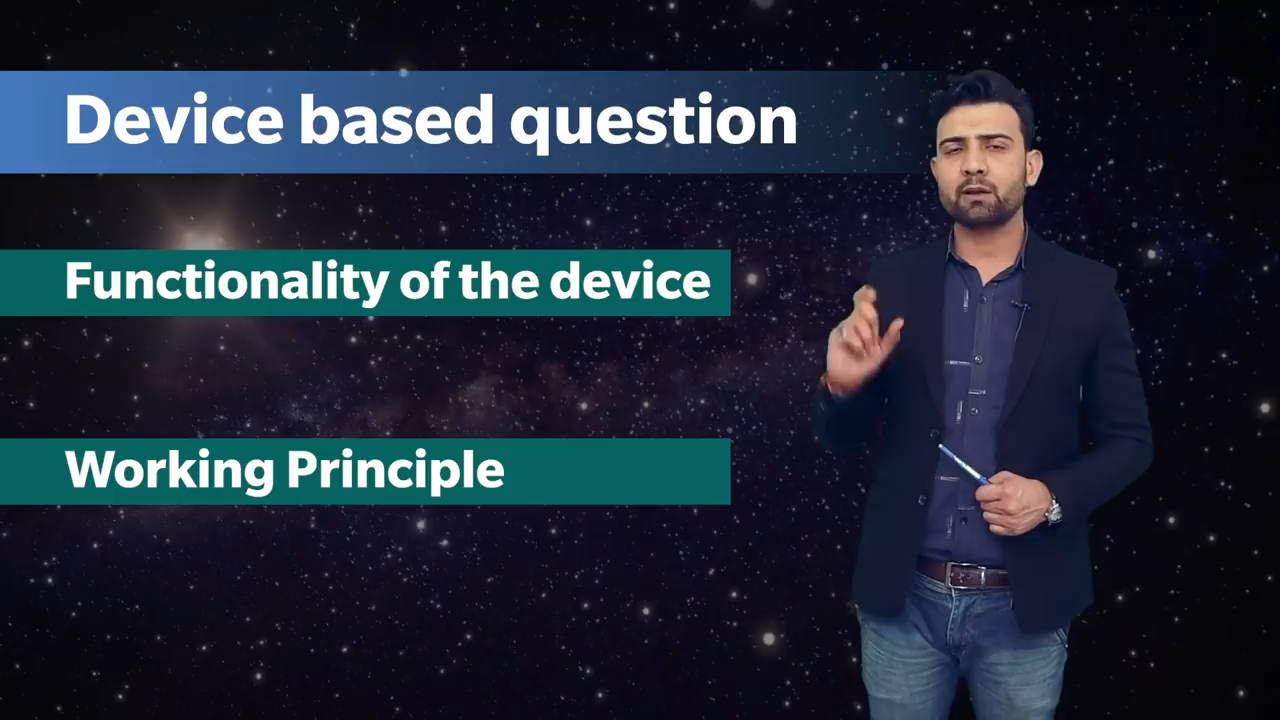 Device based question
Functionality of the device
Working Principle